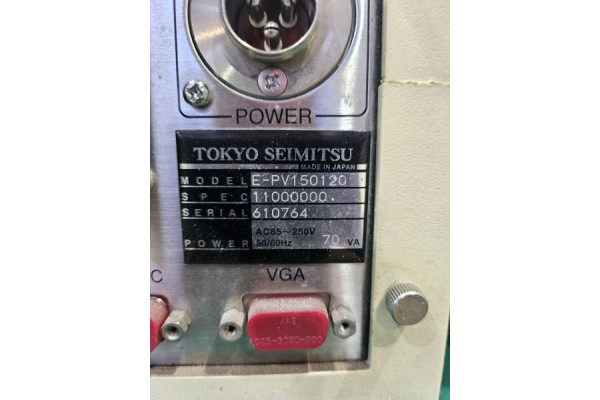 POWER
TOKYO SEIMITSU
MADE IN JAPAN
MODEL E-PV150120
SPEC 11000000.
SERIAL 610764
POWER AC85~250V 50/60Hz 70 VA
C VGA
JAE